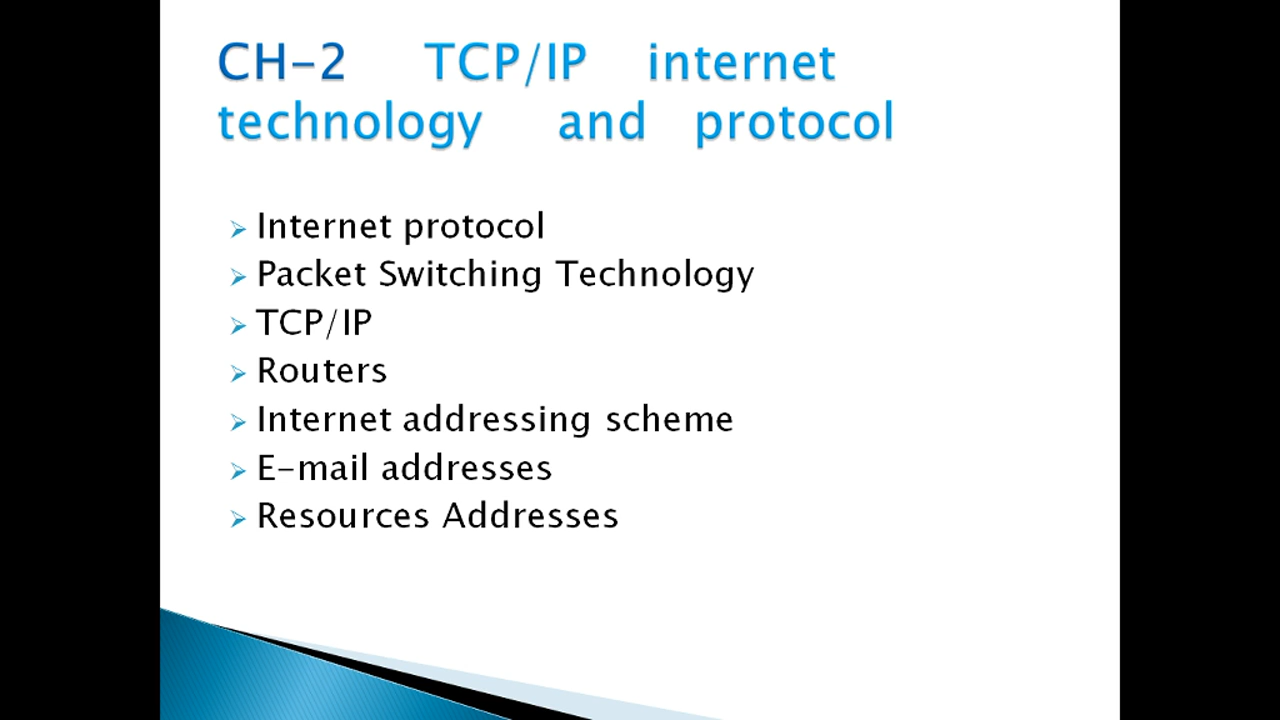 CH-2 TCP/IP internet
technology and protocol
Internet protocol
Packet Switching Technology
TCP/IP
Routers
Internet addressing scheme
E-mail addresses
Resources Addresses